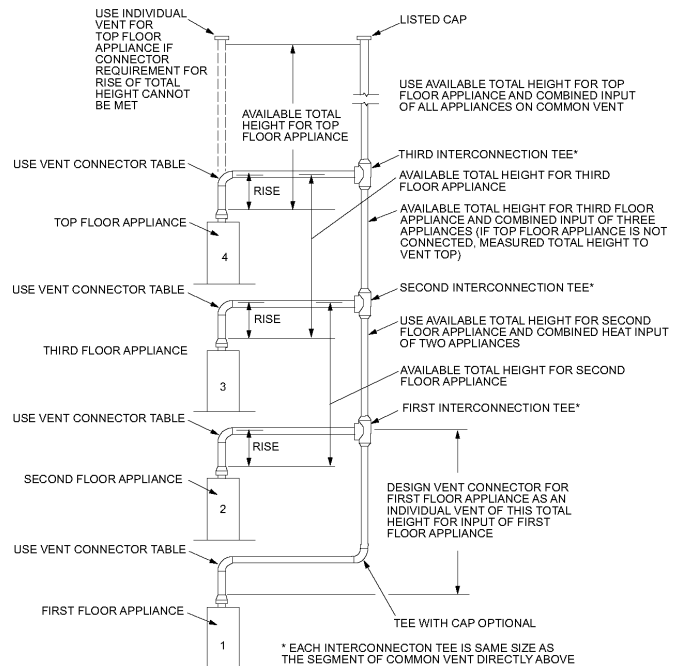 USE INDIVIDUAL
VENT FOR
TOP FLOOR
APPLIANCE IF
CONNECTOR
REQUIREMENT FOR
RISE OF TOTAL
HEIGHT CANNOT
BE MET
LISTED CAP
AVAILABLE TOTAL
HEIGHT FOR TOP
FLOOR APPLIANCE
USE AVAILABLE TOTAL HEIGHT FOR TOP
FLOOR APPLIANCE AND COMBINED INPUT
OF ALL APPLIANCES ON COMMON VENT
USE VENT CONNECTOR TABLE
RISE
THIRD INTERCONNECTION TEE*
AVAILABLE TOTAL HEIGHT FOR THIRD
FLOOR APPLIANCE
TOP FLOOR APPLIANCE
4
AVAILABLE TOTAL HEIGHT FOR THIRD FLOOR
APPLIANCE AND COMBINED INPUT OF THREE
APPLIANCES (IF TOP FLOOR APPLIANCE IS NOT
CONNECTED, MEASURED TOTAL HEIGHT TO
VENT TOP)
USE VENT CONNECTOR TABLE
RISE
SECOND INTERCONNECTION TEE*
USE AVAILABLE TOTAL HEIGHT FOR SECOND
FLOOR APPLIANCE AND COMBINED HEAT INPUT
OF TWO APPLIANCES
THIRD FLOOR APPLIANCE
3
AVAILABLE TOTAL HEIGHT FOR SECOND
FLOOR APPLIANCE
USE VENT CONNECTOR TABLE
RISE
FIRST INTERCONNECTION TEE*
SECOND FLOOR APPLIANCE
2
DESIGN VENT CONNECTOR FOR
FIRST FLOOR APPLIANCE AS AN
INDIVIDUAL VENT OF THIS TOTAL
HEIGHT FOR INPUT OF FIRST
FLOOR APPLIANCE
USE VENT CONNECTOR TABLE
FIRST FLOOR APPLIANCE
1
TEE WITH CAP OPTIONAL
* EACH INTERCONNECTON TEE IS SAME SIZE AS
THE SEGMENT OF COMMON VENT DIRECTLY ABOVE